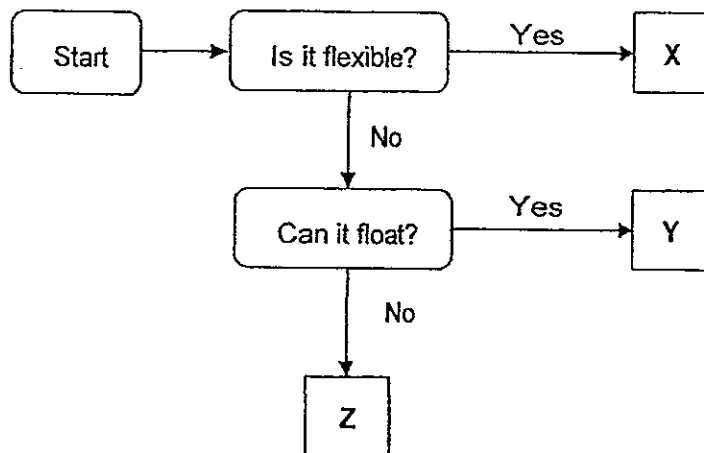 Start
Is it flexible?
Yes
X
No
Can it float?
Yes
Y
No
Z